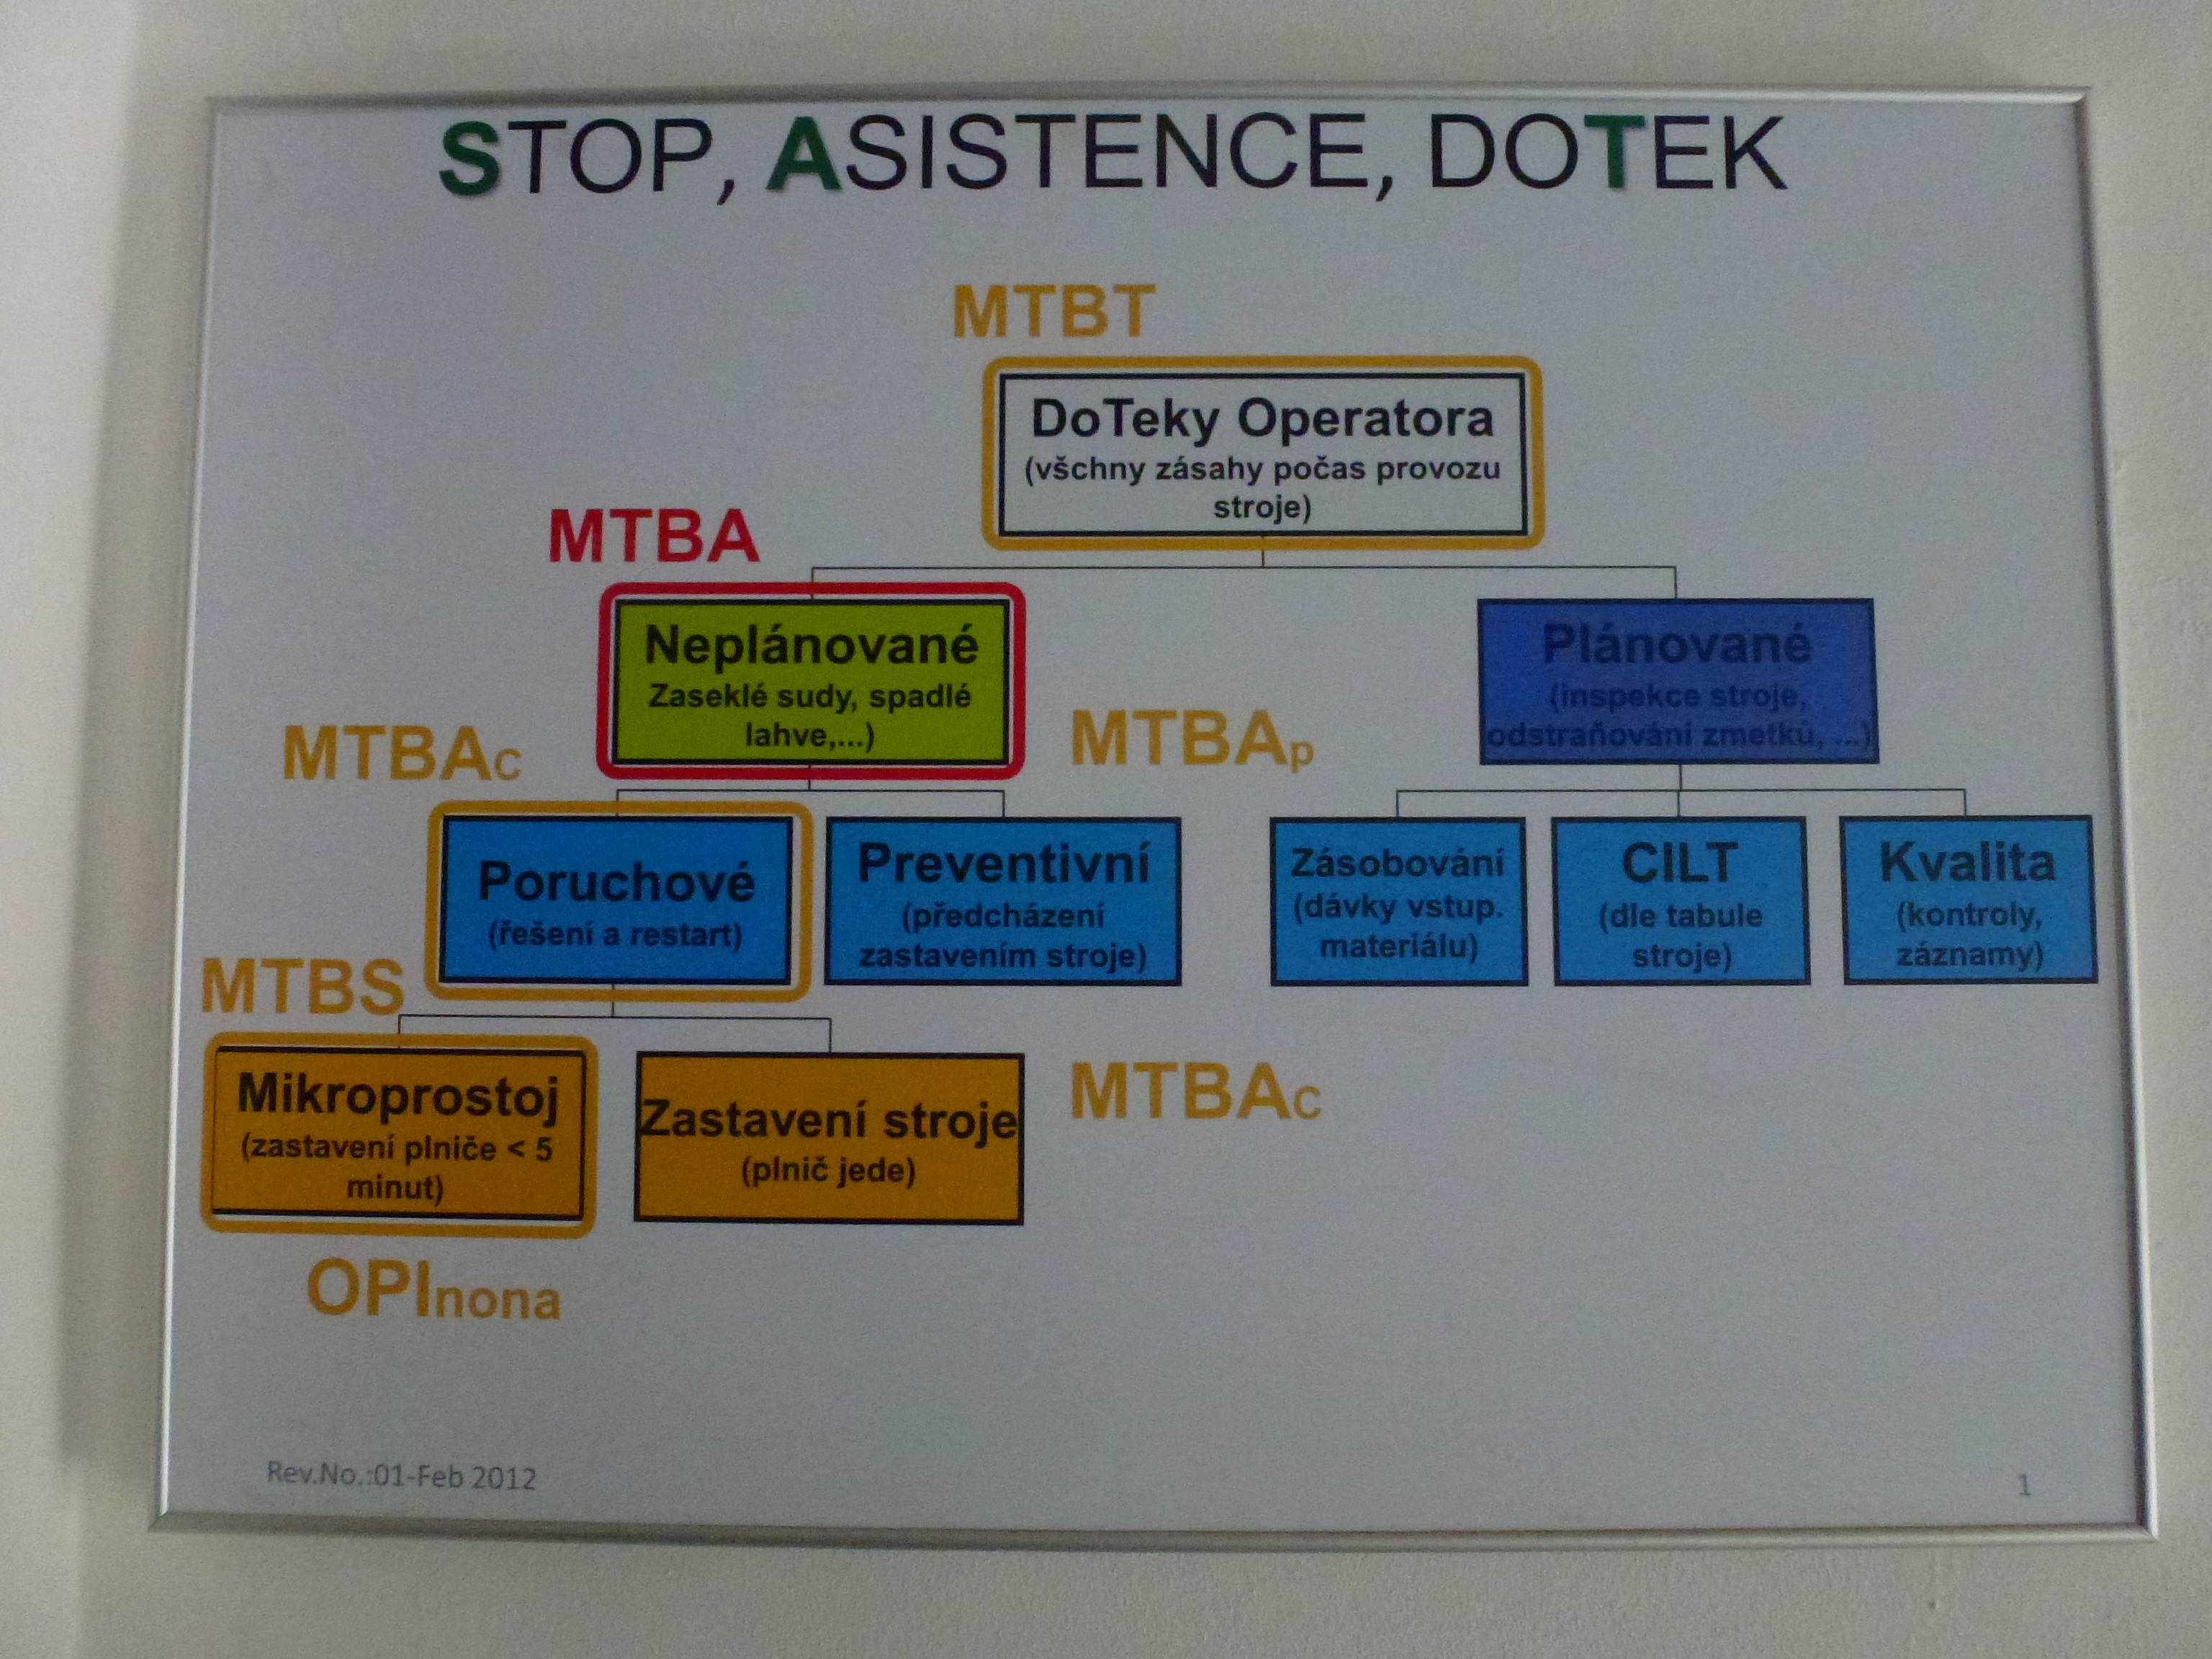 STOP, ASISTENCE, DOTEK
MTBT
DoTeky Operatora
(všchny zásahy počas provozu
stroje)
MTBA
Neplánované
Zaseklé sudy, spadlé
lahve,...)
Plánované
(inspekce stroje,
odstraňování zmetků, ...)
MTBAC
MTBAp
Poruchové
(řešení a restart)
Preventivní
(předcházení
zastavením stroje)
Zásobování
(dávky vstup.
materiálu)
CILT
(dle tabule
stroje)
Kvalita
(kontroly,
záznamy)
MTBS
Mikroprostoj
(zastavení plniče < 5
minut)
Zastavení stroje
(plnič jede)
MTBAC
OPInona
Rev.No.:01-Feb 2012
1